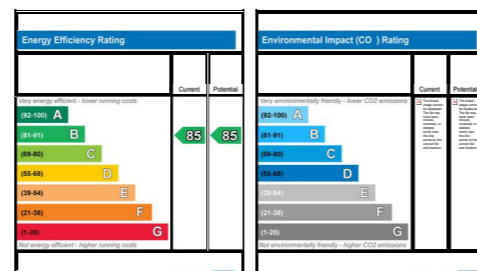 Energy Efficiency Rating
Current Potential
Very energy efficient - lower running costs
(92-100) A
(81-91) B
(69-80) C
(55-68) D
(39-54) E
(21-38) F
(1-20) G
85 85
Not energy efficient - higher running costs
Environmental Impact (CO ) Rating
Current Potential
Very environmentally friendly - lower CO2 emissions
(92-100) A
(81-91) B
(69-80) C
(55-68) D
(39-54) E
(21-38) F
(1-20) G
Not environmentally friendly - higher CO2 emissions